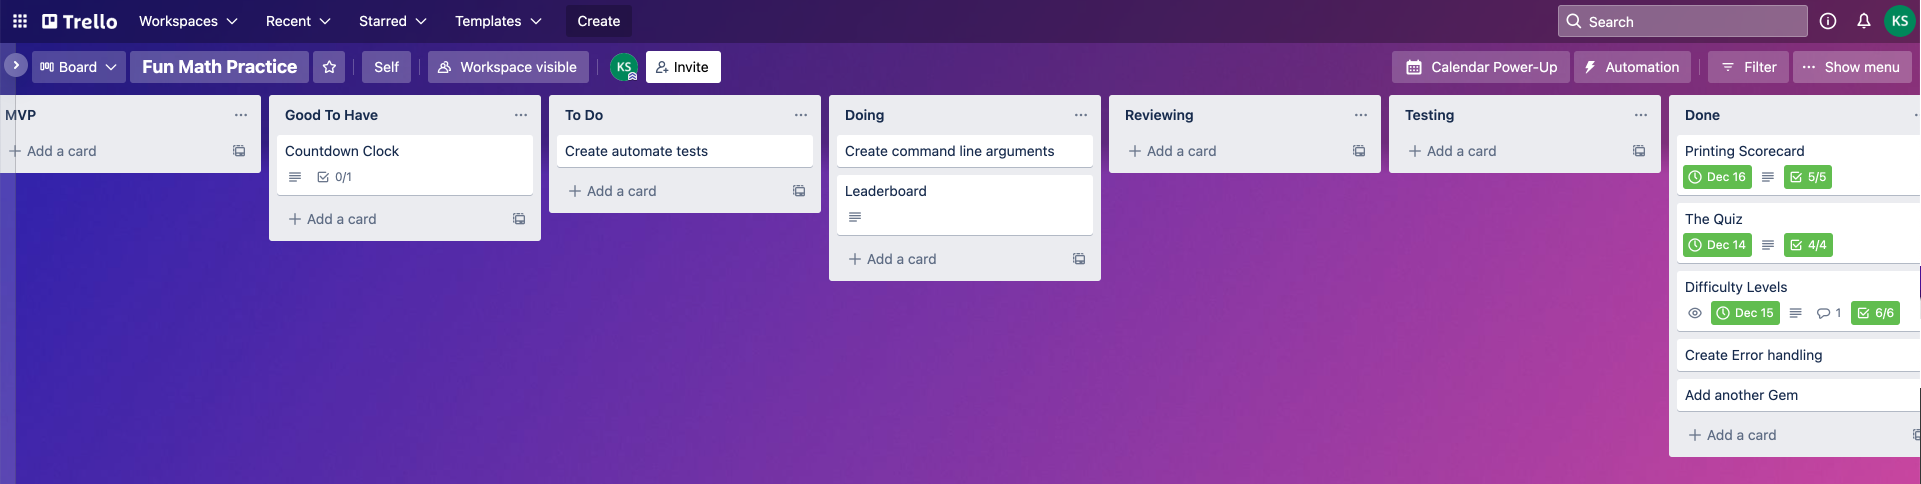 Trello Workspaces Recent Starred Templates Create Search KS
Board Fun Math Practice Self Workspace visible KS Invite Calendar Power-Up Automation Filter Show menu
MVP
Add a card
Good To Have
Countdown Clock
0/1
Add a card
To Do
Create automate tests
Add a card
Doing
Create command line arguments
Leaderboard
Add a card
Reviewing
Add a card
Testing
Add a card
Done
Printing Scorecard
Dec 16 5/5
The Quiz
Dec 14 4/4
Difficulty Levels
Dec 15 1 6/6
Create Error handling
Add another Gem
Add a card